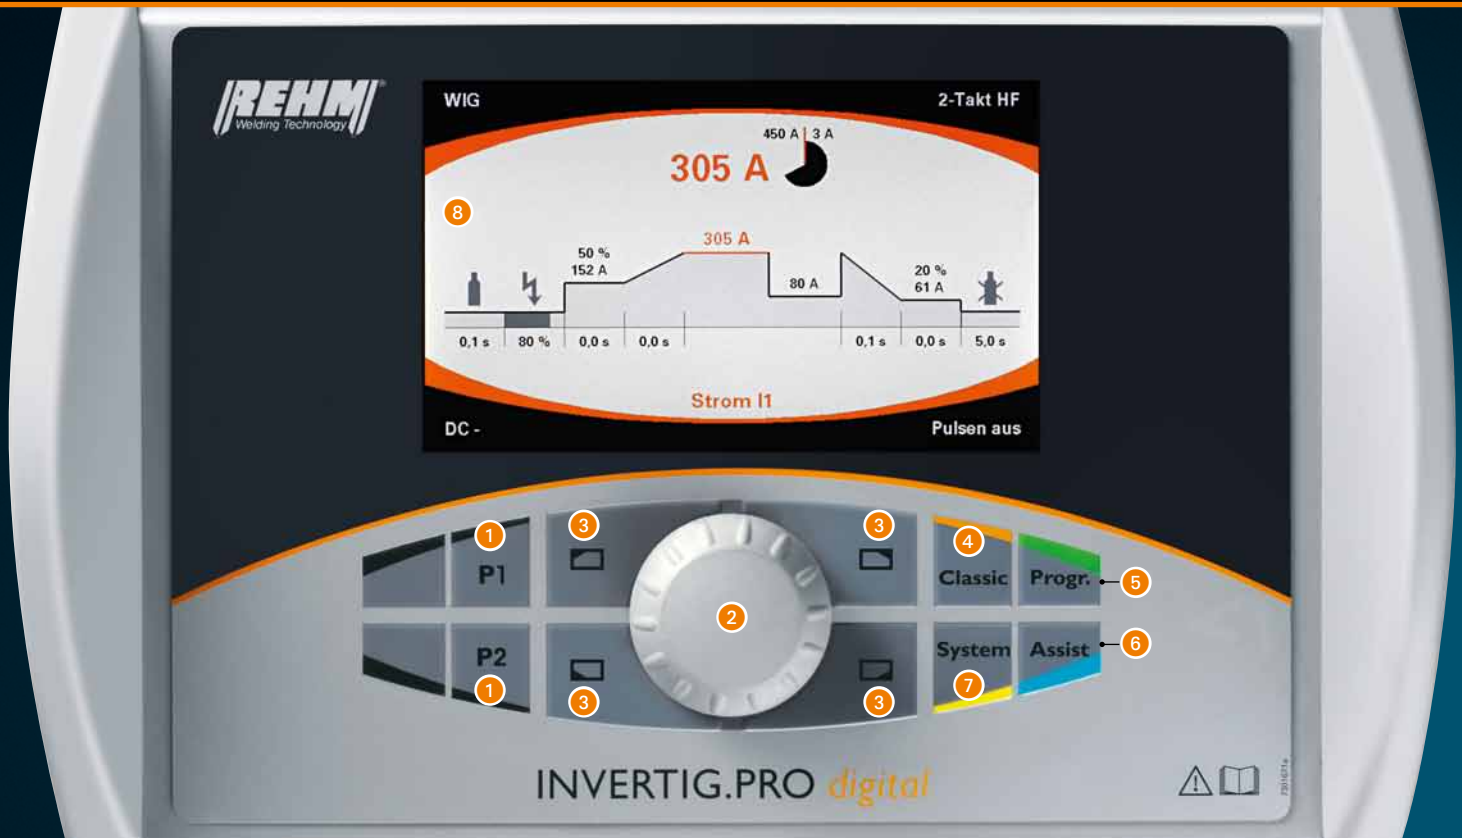 REHM®
Welding Technology
WIG
2-Takt HF
450 A | 3 A
305 A
8
305 A
50 %
152 A
80 A
20 %
61 A
0,1 s
80 %
0,0 s
0,0 s
0,1 s
0,0 s
5,0 s
Strom I1
DC -
Pulsen aus
1
3
3
4
P1
Classic
Progr.
5
2
P2
System
Assist
6
1
3
3
7
INVERTIG.PRO digital